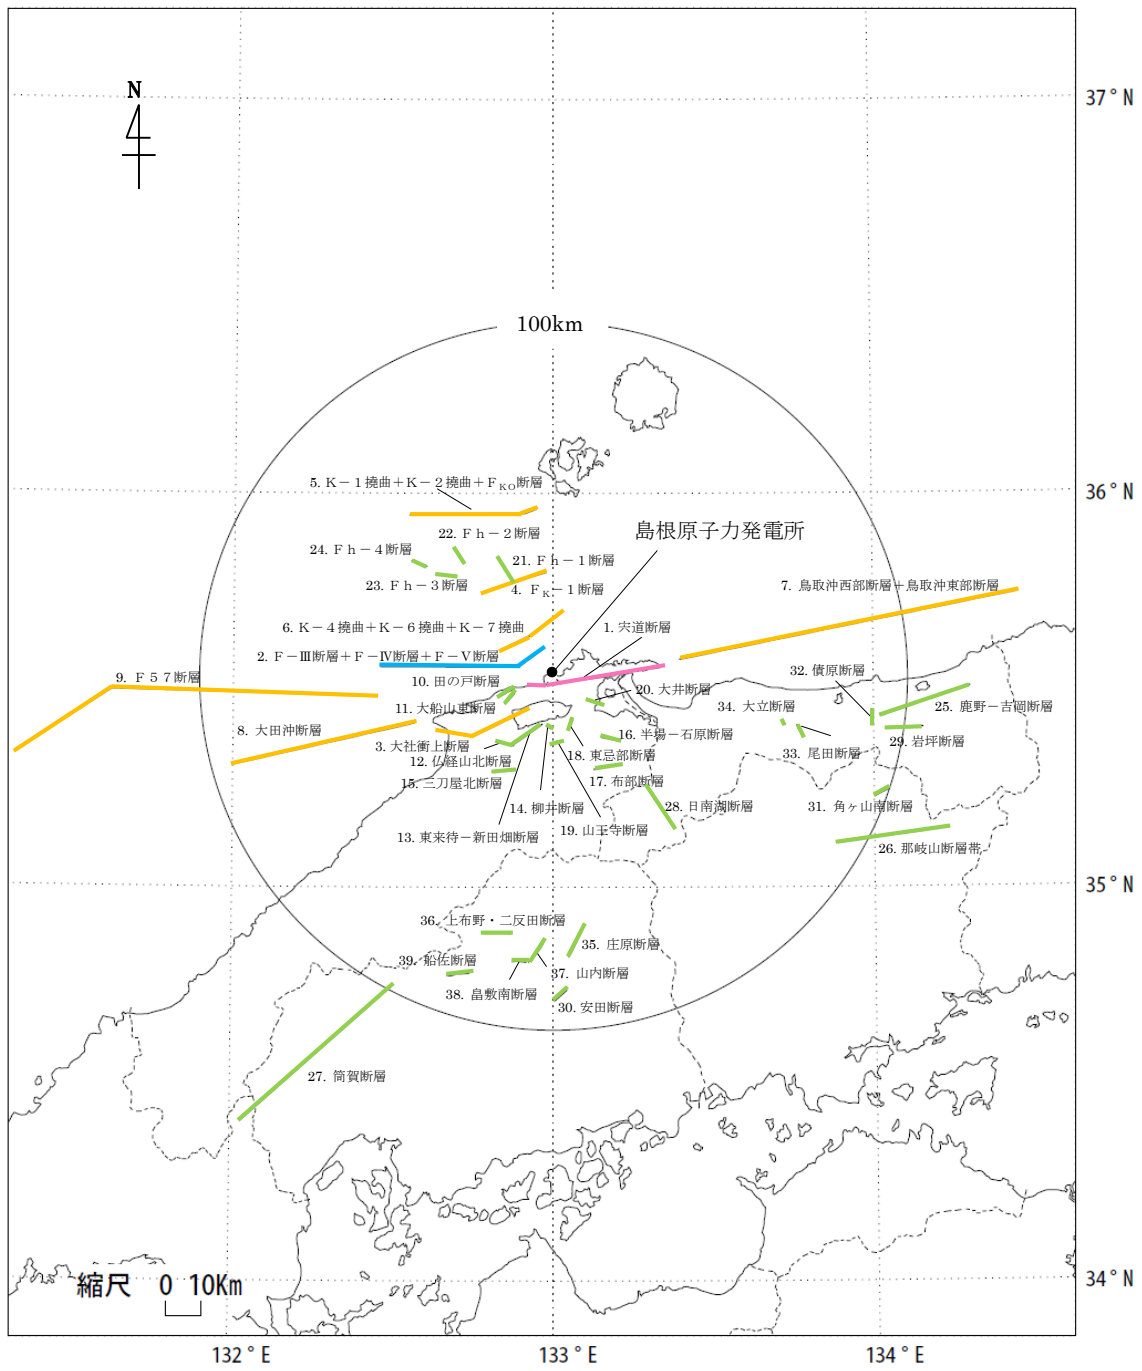 N
37°N
100km
36°N
5. K－1撓曲＋K－2撓曲＋FKO断層
22. Fh－2断層
島根原子力発電所
24. Fh－4断層
21. Fh－1断層
23. Fh－3断層
4. FK－1断層
7. 鳥取沖西部断層＋鳥取沖東部断層
6. K－4撓曲＋K－6撓曲＋K－7撓曲
1. 宍道断層
2. F－Ⅲ断層＋F－Ⅳ断層＋F－Ⅴ断層
9. F57断層
10. 田の戸断層
32. 債原断層
20. 大井断層
11. 大船山東断層
34. 大立断層
25. 鹿野－吉岡断層
8. 大田沖断層
16. 半場－石原断層
29. 岩坪断層
3. 大社衝上断層
18. 東忌部断層
33. 尾田断層
12. 仏経山北断層
15. 三刀屋北断層
17. 布部断層
14. 柳井断層
28. 日南湖断層
31. 角ヶ山南断層
19. 山王寺断層
13. 東来待－新田畑断層
26. 那岐山断層帯
35°N
36. 上布野・二反田断層
35. 庄原断層
39. 船佐断層
37. 山内断層
38. 畠敷南断層
30. 安田断層
27. 筒賀断層
34°N
縮尺 0 10Km
132°E
133°E
134°E